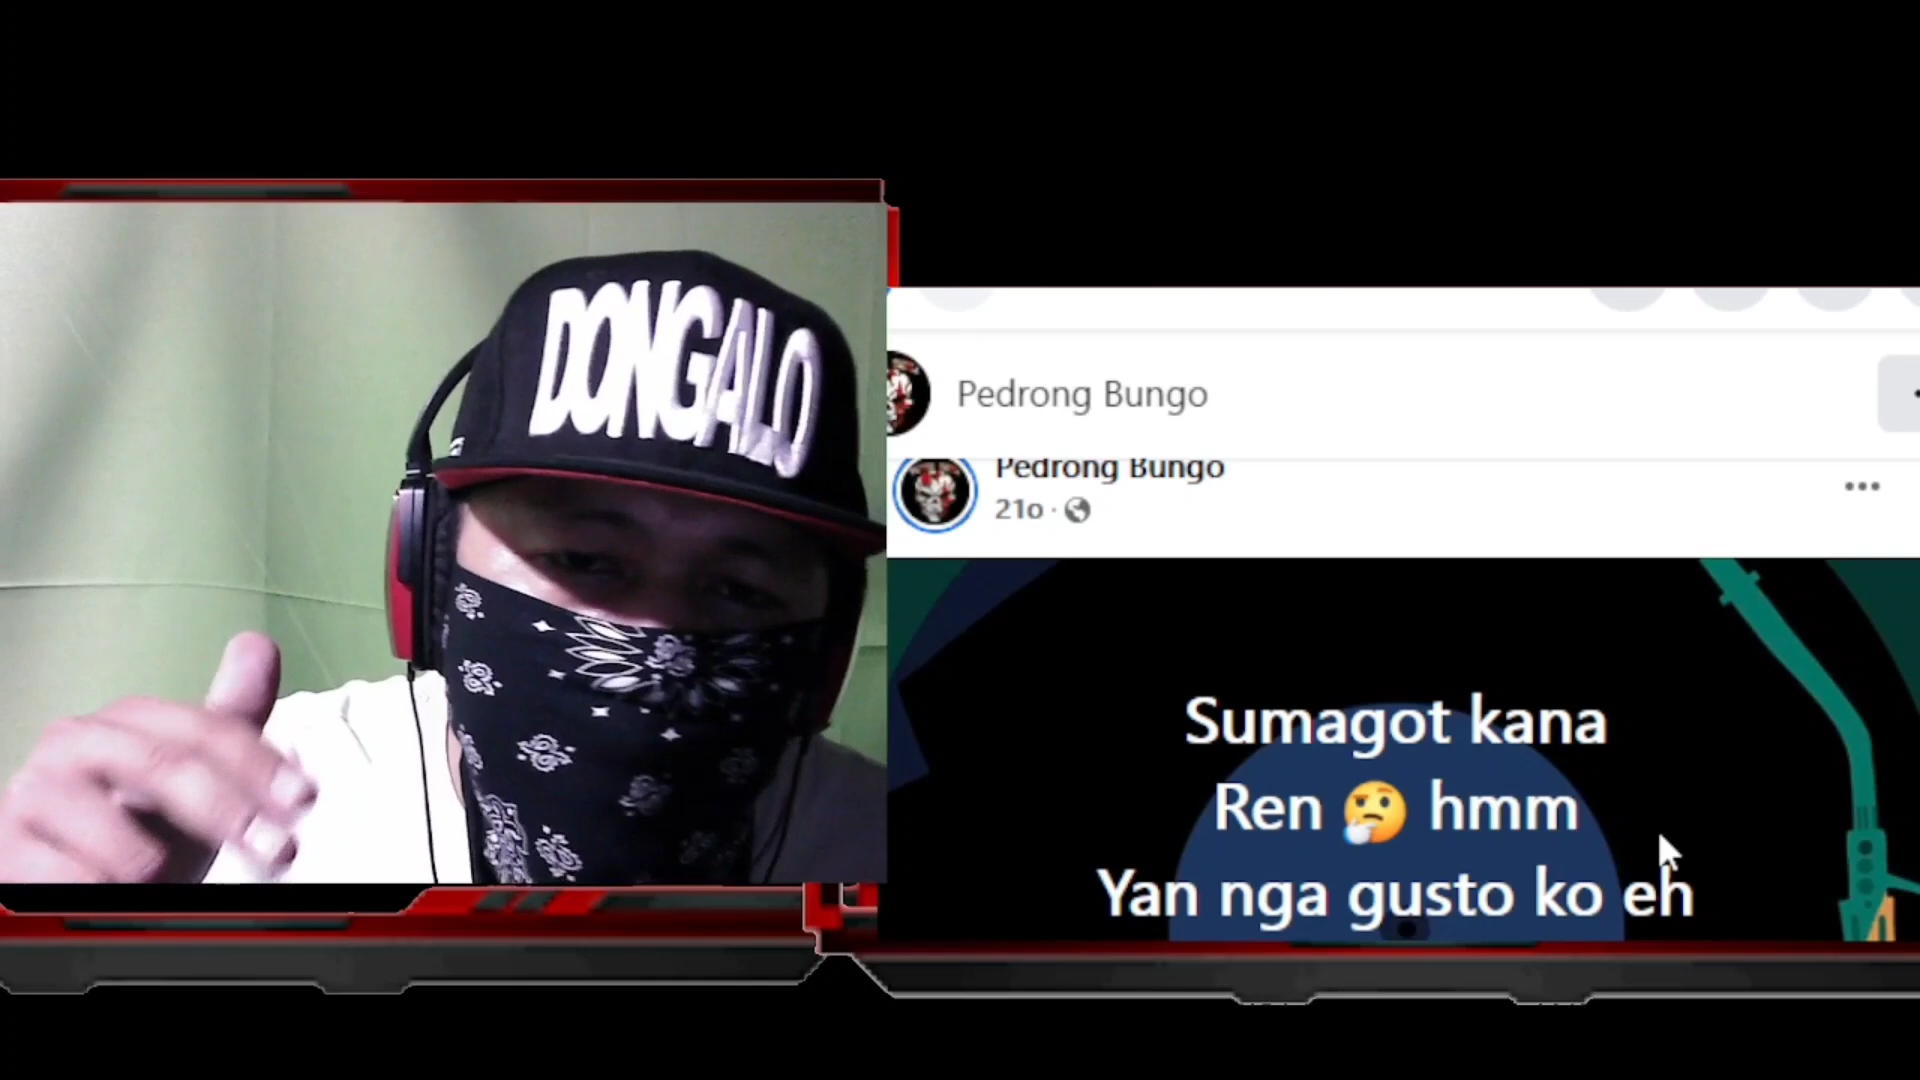 DONGALO
Pedrong Bungo
Pedrong Bungo
21o ·
Sumagot kana
Ren 🤔 hmm
Yan nga gusto ko eh